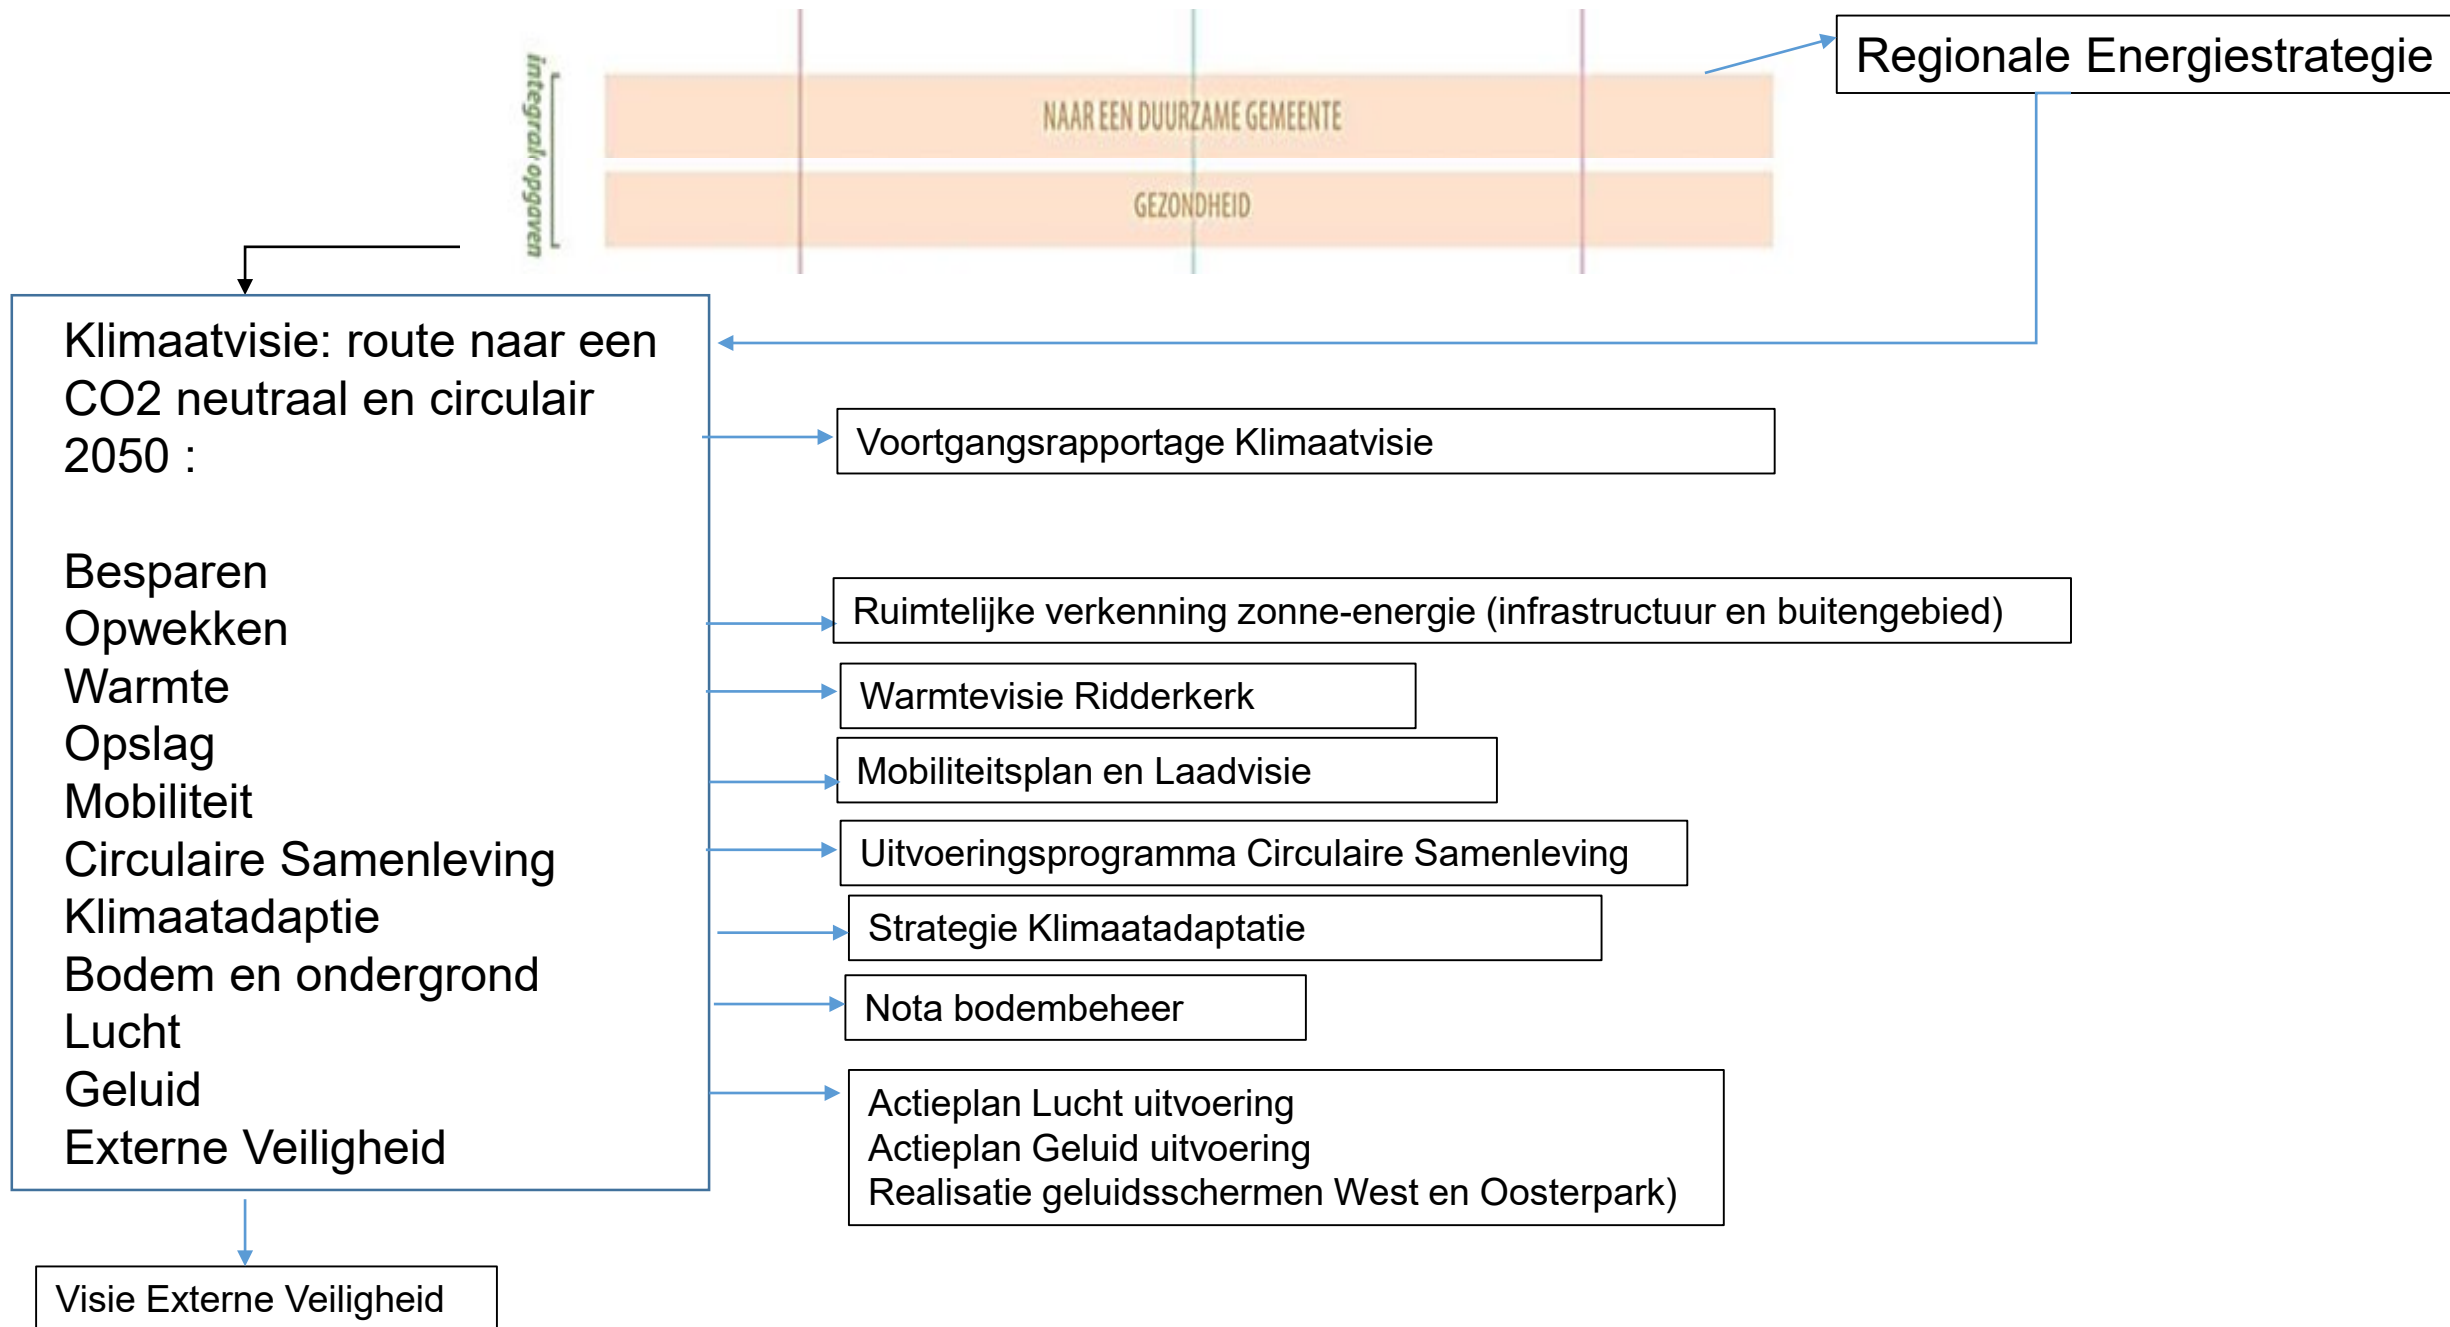 Regionale Energiestrategie
integrale opgaven
NAAR EEN DUURZAME GEMEENTE
GEZONDHEID
Klimaatvisie: route naar een
CO2 neutraal en circulair
2050 :
Besparen
Opwekken
Warmte
Opslag
Mobiliteit
Circulaire Samenleving
Klimaatadaptie
Bodem en ondergrond
Lucht
Geluid
Externe Veiligheid
Voortgangsrapportage Klimaatvisie
Ruimtelijke verkenning zonne-energie (infrastructuur en buitengebied)
Warmtevisie Ridderkerk
Mobiliteitsplan en Laadvisie
Uitvoeringsprogramma Circulaire Samenleving
Strategie Klimaatadaptatie
Nota bodembeheer
Actieplan Lucht uitvoering
Actieplan Geluid uitvoering
Realisatie geluidsschermen West en Oosterpark)
Visie Externe Veiligheid